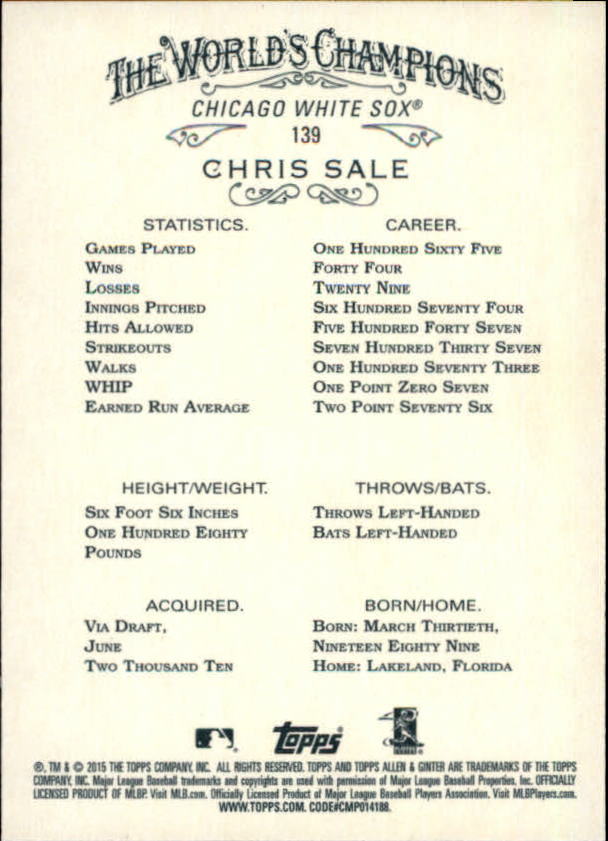 THE WORLD'S CHAMPIONS
CHICAGO WHITE SOX®
139
CHRIS SALE
STATISTICS. CAREER.
GAMES PLAYED ONE HUNDRED SIXTY FIVE
WINS FORTY FOUR
LOSSES TWENTY NINE
INNINGS PITCHED SIX HUNDRED SEVENTY FOUR
HITS ALLOWED FIVE HUNDRED FORTY SEVEN
STRIKEOUTS SEVEN HUNDRED THIRTY SEVEN
WALKS ONE HUNDRED SEVENTY THREE
WHIP ONE POINT ZERO SEVEN
EARNED RUN AVERAGE TWO POINT SEVENTY SIX
HEIGHT/WEIGHT. THROWS/BATS.
SIX FOOT SIX INCHES THROWS LEFT-HANDED
ONE HUNDRED EIGHTY BATS LEFT-HANDED
POUNDS
ACQUIRED. BORN/HOME.
VIA DRAFT, BORN: MARCH THIRTIETH,
JUNE NINETEEN EIGHTY NINE
TWO THOUSAND TEN HOME: LAKELAND, FLORIDA
Topps
®, TM & © 2015 THE TOPPS COMPANY, INC. ALL RIGHTS RESERVED. TOPPS AND TOPPS ALLEN & GINTER ARE TRADEMARKS OF THE TOPPS
COMPANY, INC. Major League Baseball trademarks and copyrights are used with permission of Major League Baseball Properties, Inc. OFFICIALLY
LICENSED PRODUCT OF MLBP. Visit MLB.com. Officially Licensed Product of Major League Baseball Players Association. Visit MLBPlayers.com.
WWW.TOPPS.COM. CODE#CMP014188.